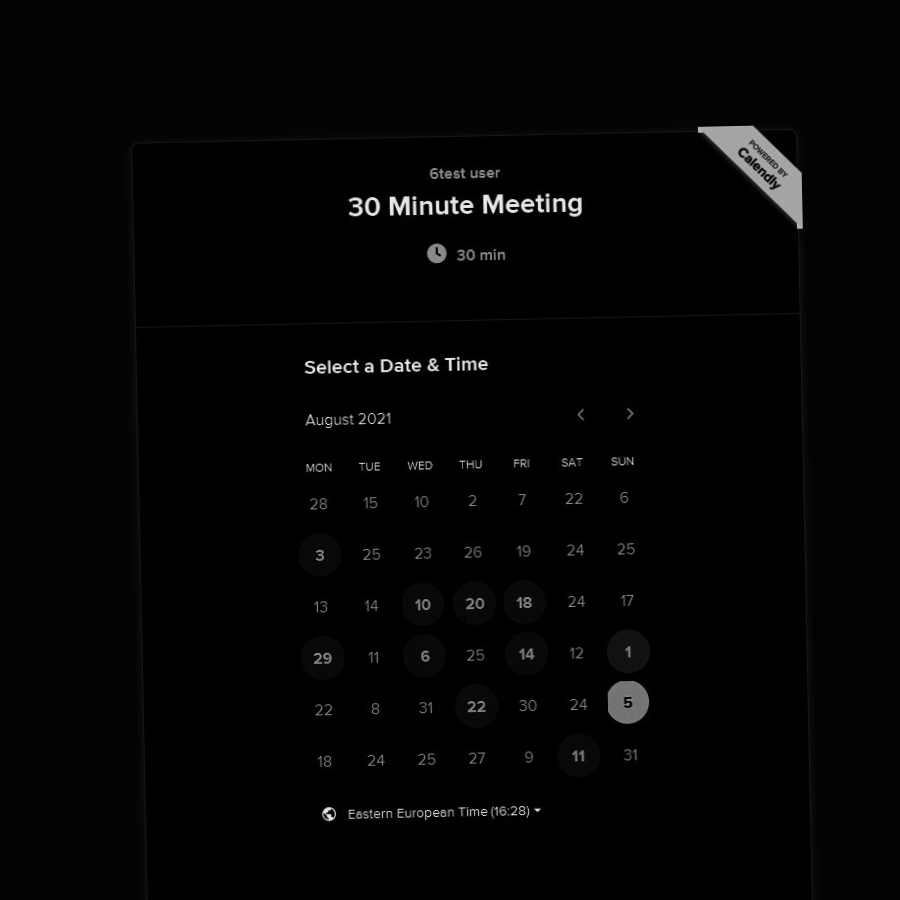 POWERED BY
Calendly
6test user
30 Minute Meeting
30 min
Select a Date & Time
August 2021
MON TUE WED THU FRI SAT SUN
28 15 10 2 7 22 6
3 25 23 26 19 24 25
13 14 10 20 18 24 17
29 11 6 25 14 12 1
22 8 31 22 30 24 5
18 24 25 27 9 11 31
Eastern European Time (16:28)